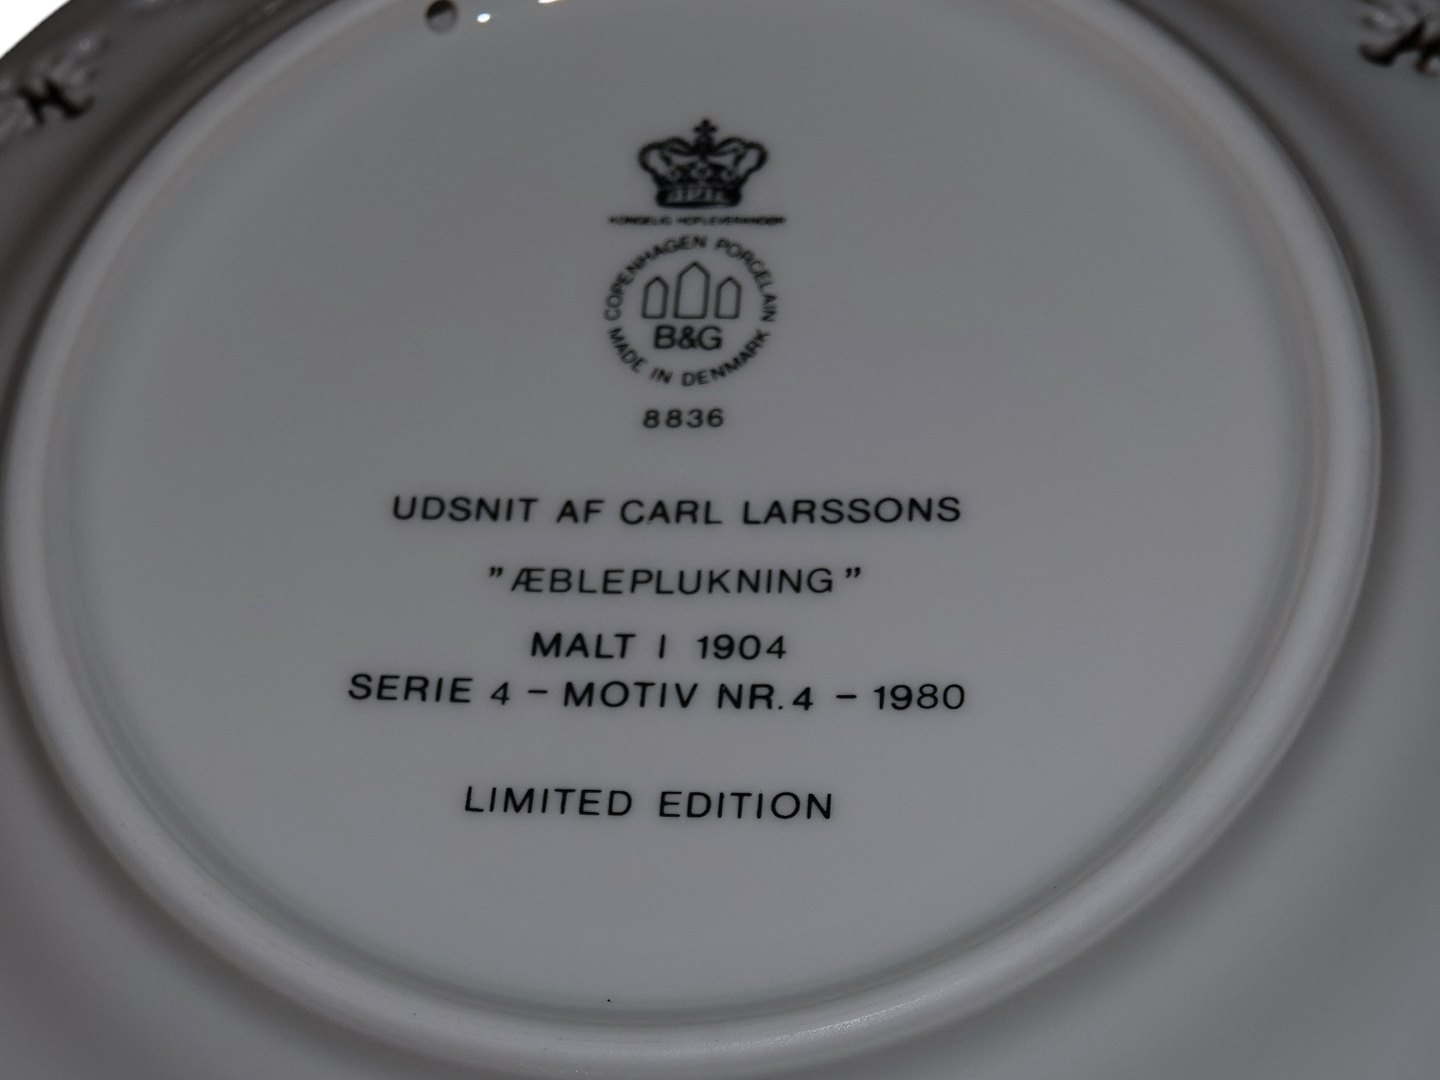 KONGELIG HOFLEVERANDØR
COPENHAGEN PORCELAIN
B&G
MADE IN DENMARK
8836
UDSNIT AF CARL LARSSONS
”ÆBLEPLUKNING”
MALT I 1904
SERIE 4 – MOTIV NR. 4 – 1980
LIMITED EDITION